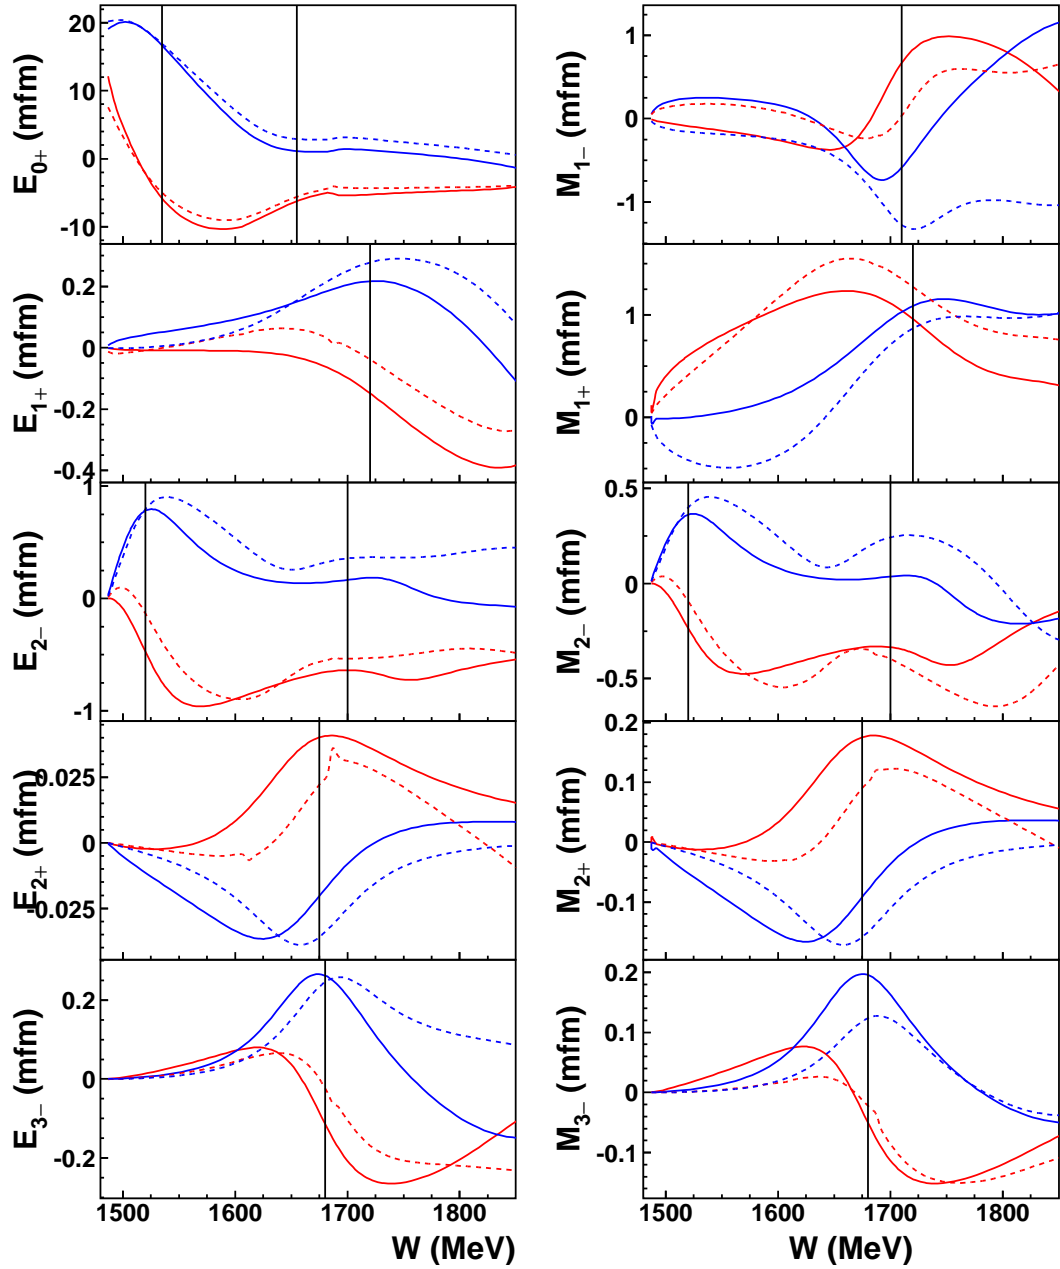 E0+ (mfm)
20
10
0
-10
M1− (mfm)
1
0
-1
E1+ (mfm)
0.2
0
-0.2
-0.4
M1+ (mfm)
1
0
E2− (mfm)
1
0
-1
M2− (mfm)
0.5
0
-0.5
E2+ (mfm)
0.025
0
-0.025
M2+ (mfm)
0.2
0.1
0
-0.1
E3− (mfm)
0.2
0
-0.2
M3− (mfm)
0.2
0.1
0
-0.1
1500 1600 1700 1800
W (MeV)
1500 1600 1700 1800
W (MeV)